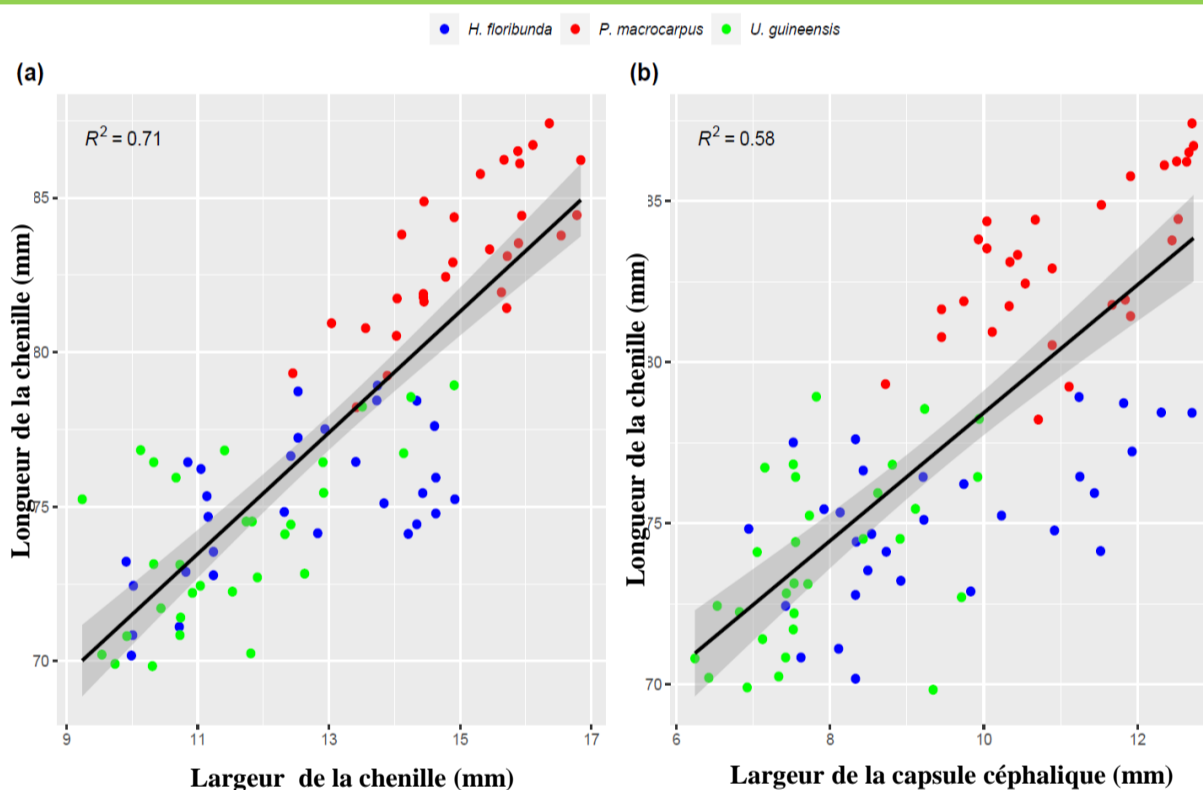 H. floribunda P. macrocarpus U. guineensis
(a)
R² = 0.71
Longueur de la chenille (mm)
85
80
75
70
9 11 13 15 17
Largeur de la chenille (mm)
(b)
R² = 0.58
Longueur de la chenille (mm)
85
80
75
70
6 8 10 12
Largeur de la capsule céphalique (mm)